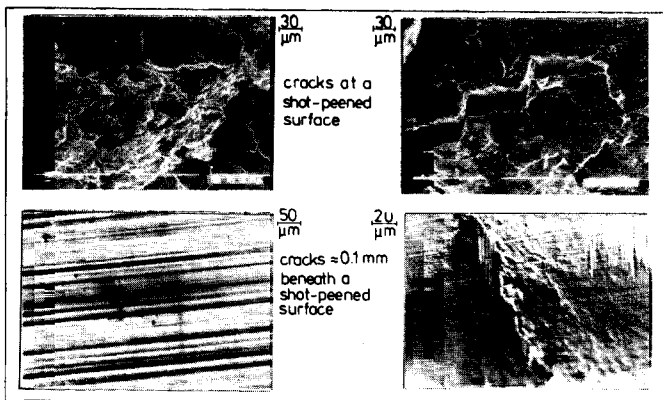 30
μm
30
μm
cracks at a
shot-peened
surface
50
μm
20
μm
cracks ≈0.1 mm
beneath a
shot-peened
surface